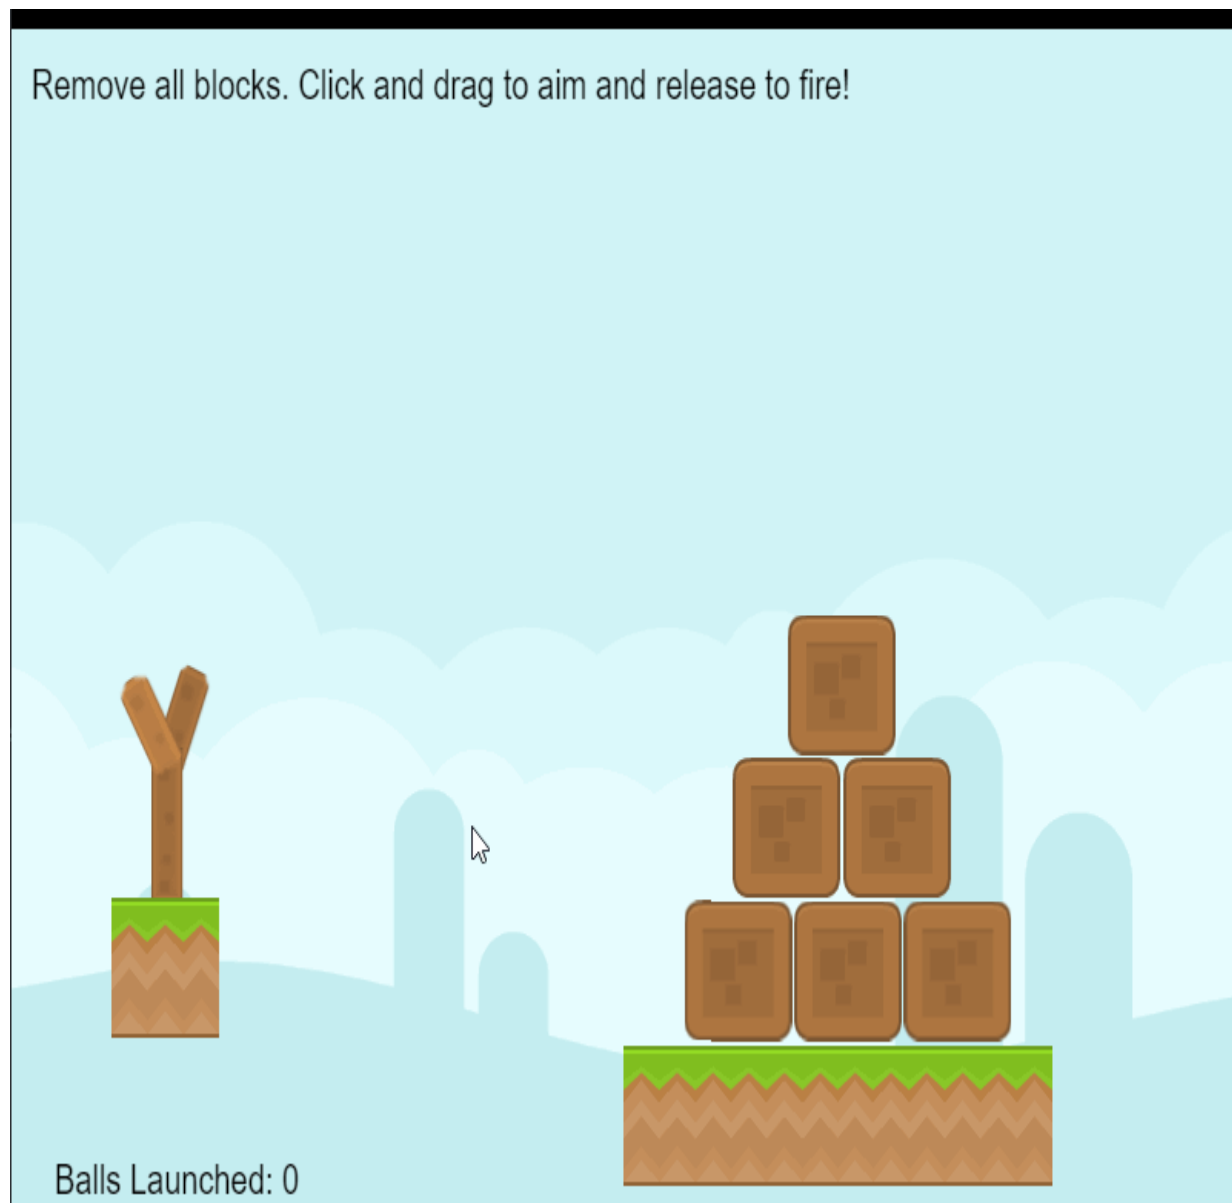 Remove all blocks. Click and drag to aim and release to fire!
Balls Launched: 0